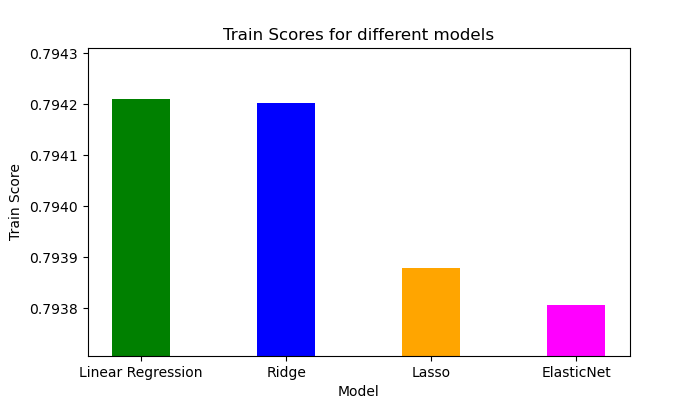 Train Scores for different models
0.7943
0.7942
0.7941
0.7940
0.7939
0.7938
Train Score
Linear Regression
Ridge
Lasso
ElasticNet
Model